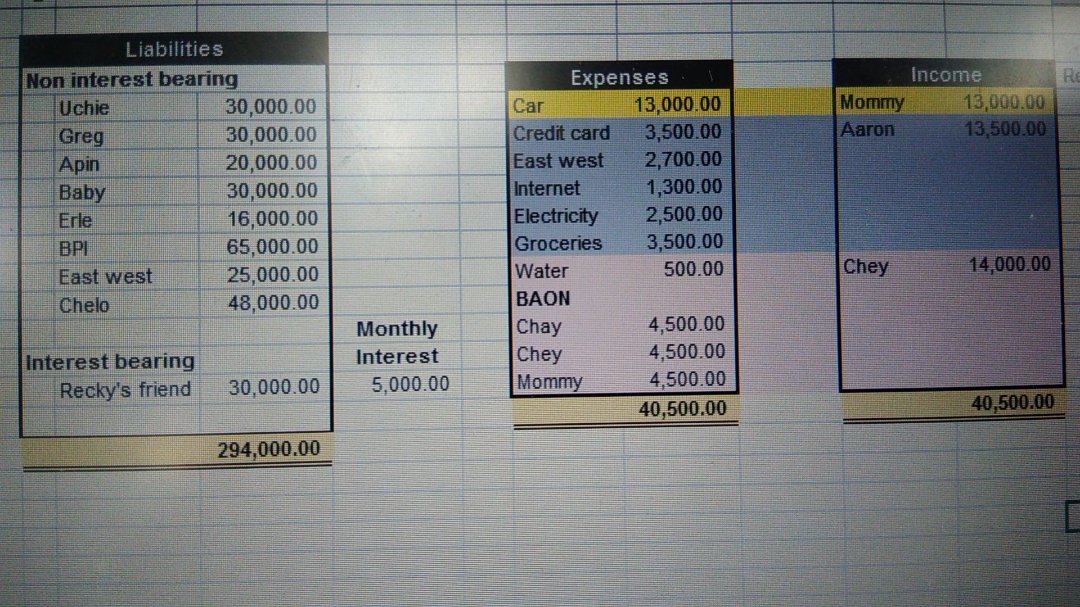 Liabilities
Non interest bearing
Uchie 30,000.00
Greg 30,000.00
Apin 20,000.00
Baby 30,000.00
Erle 16,000.00
BPI 65,000.00
East west 25,000.00
Chelo 48,000.00
Interest bearing
Recky's friend 30,000.00
294,000.00
Monthly
Interest
5,000.00
Expenses
Car 13,000.00
Credit card 3,500.00
East west 2,700.00
Internet 1,300.00
Electricity 2,500.00
Groceries 3,500.00
Water 500.00
BAON
Chay 4,500.00
Chey 4,500.00
Mommy 4,500.00
40,500.00
Income
Mommy 13,000.00
Aaron 13,500.00
Chey 14,000.00
40,500.00